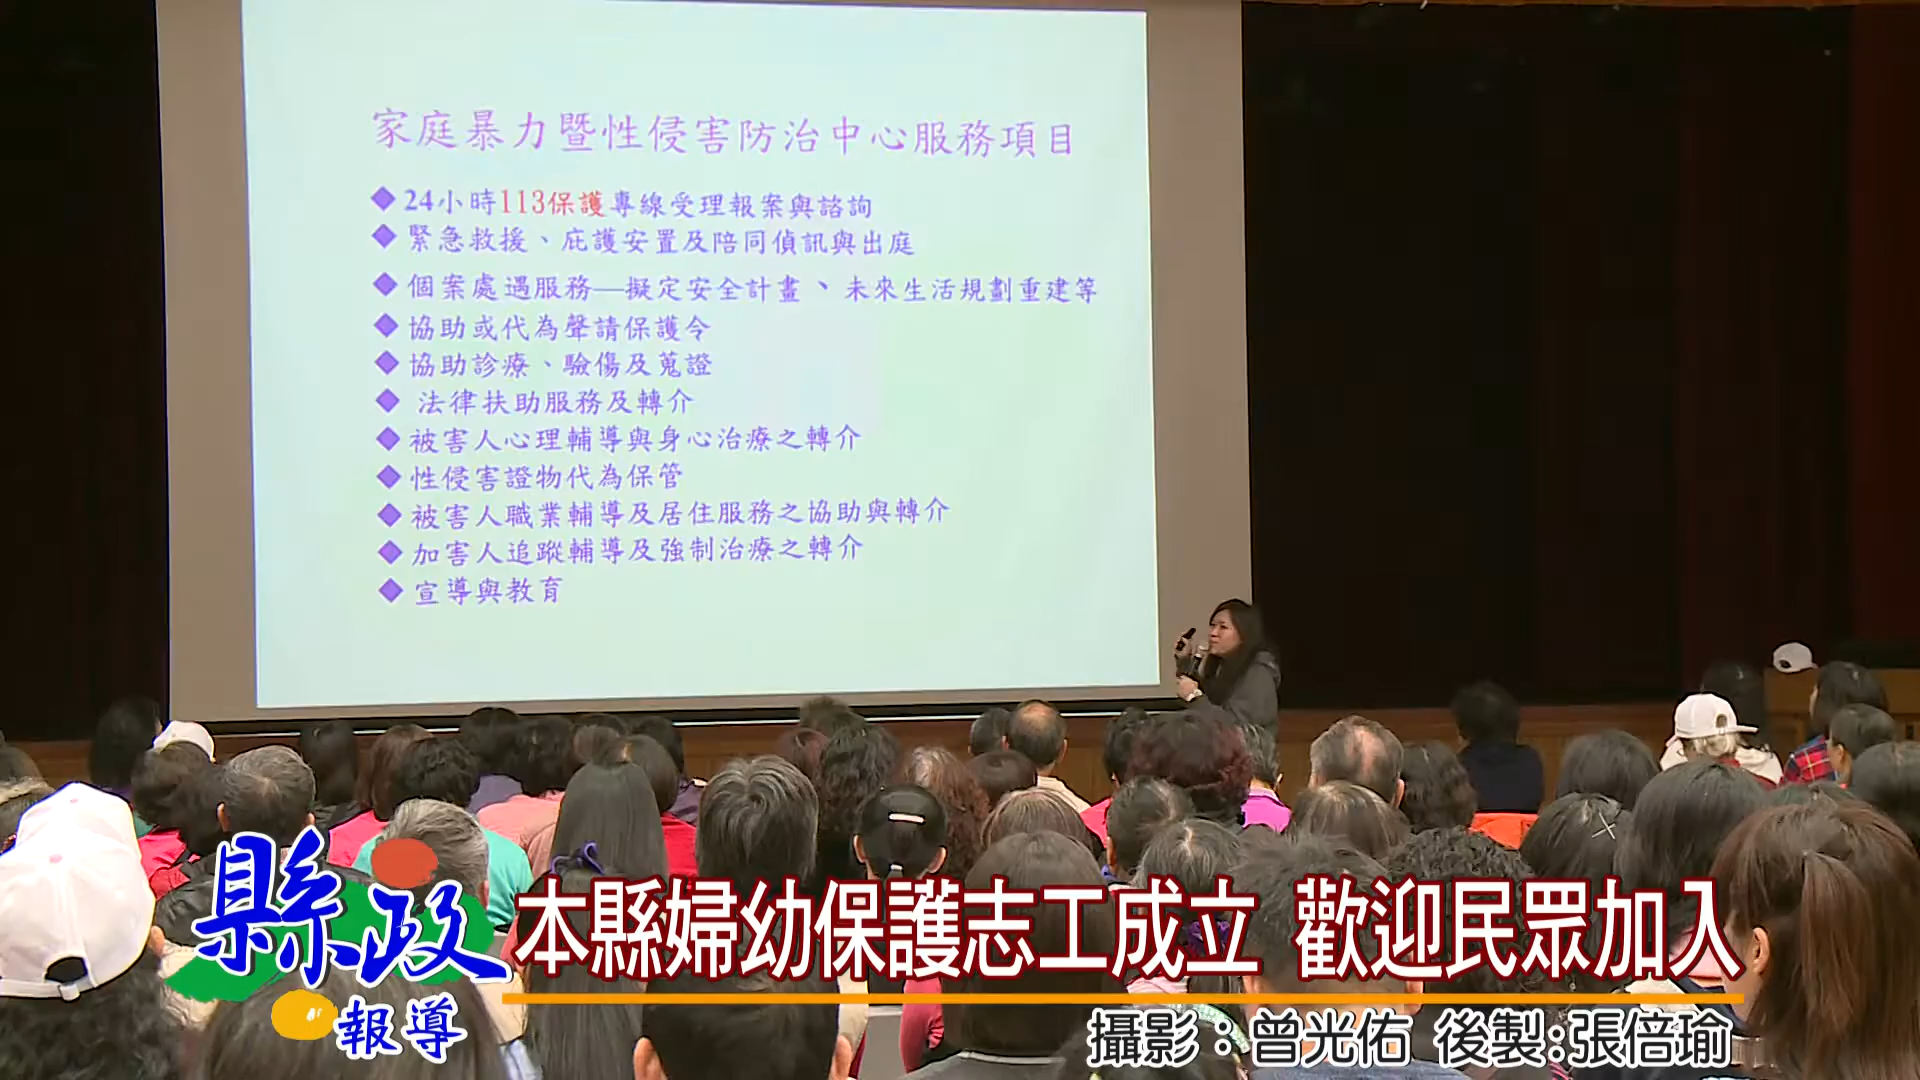 家庭暴力暨性侵害防治中心服務項目
◆24小時113保護專線受理報案與諮詢
◆緊急救援、庇護安置及陪同偵訊與出庭
◆個案處遇服務—擬定安全計畫、未來生活規劃重建等
◆協助或代為聲請保護令
◆協助診療、驗傷及蒐證
◆法律扶助服務及轉介
◆被害人心理輔導與身心治療之轉介
◆性侵害證物代為保管
◆被害人職業輔導及居住服務之協助與轉介
◆加害人追蹤輔導及強制治療之轉介
◆宣導與教育
縣政報導
本縣婦幼保護志工成立 歡迎民眾加入
攝影：曾光佑 後製:張倍瑜